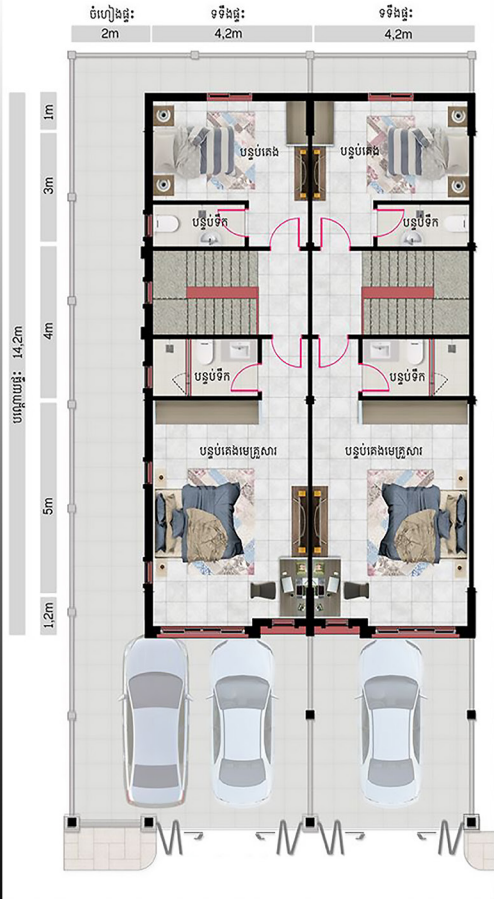 ចំហៀងផ្ទះ ទទឹងផ្ទះ ទទឹងផ្ទះ
2m 4,2m 4,2m
1m
3m
4m
5m
1,2m
បណ្តោយផ្ទះ 14,2m
បន្ទប់គេង បន្ទប់គេង
បន្ទប់ទឹក បន្ទប់ទឹក
បន្ទប់ទឹក បន្ទប់ទឹក
បន្ទប់គេងមេគ្រួសារ បន្ទប់គេងមេគ្រួសារ